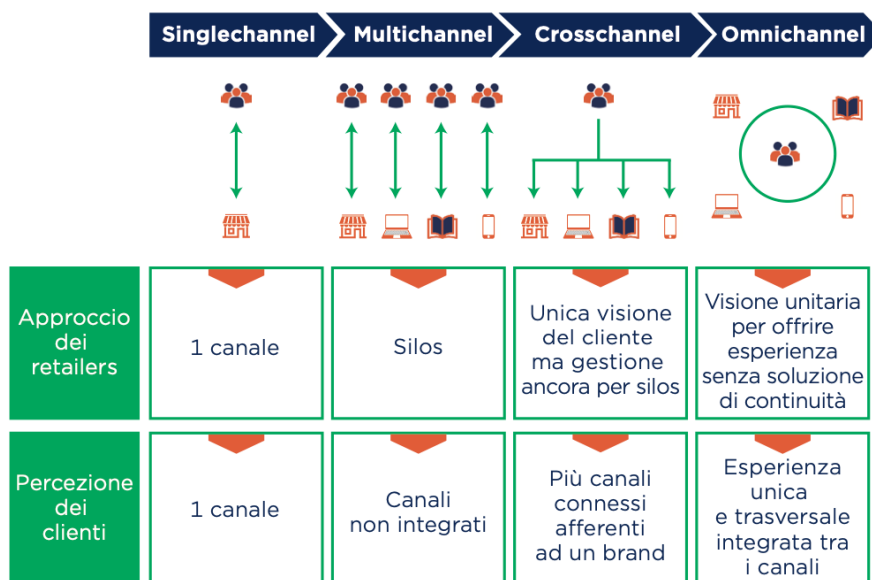 Singlechannel
Multichannel
Crosschannel
Omnichannel
Approccio
dei
retailers
1 canale
Silos
Unica visione
del cliente
ma gestione
ancora per silos
Visione unitaria
per offrire
esperienza
senza soluzione
di continuità
Percezione
dei
clienti
1 canale
Canali
non integrati
Più canali
connessi
afferenti
ad un brand
Esperienza
unica
e trasversale
integrata tra
i canali